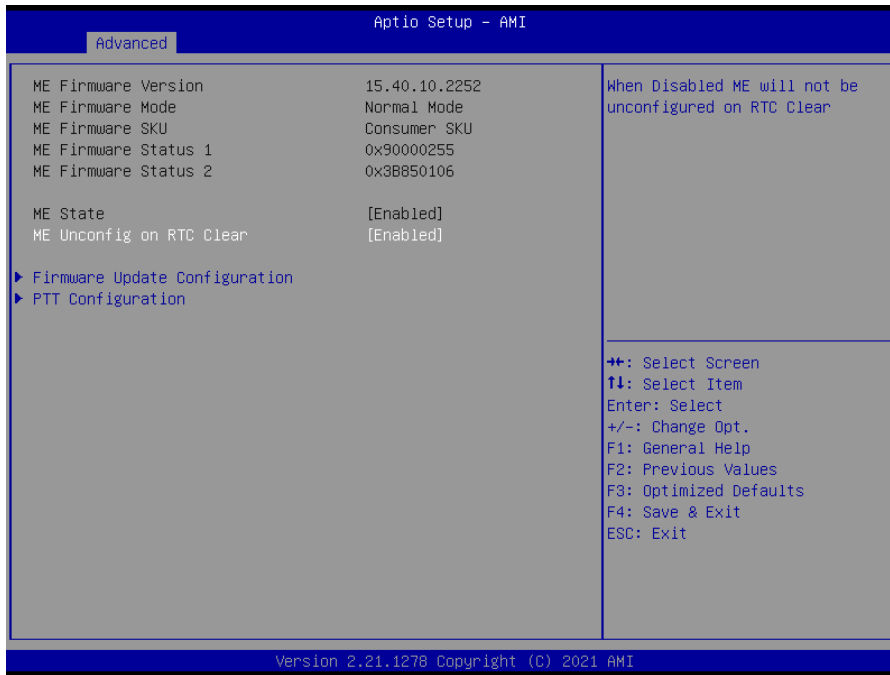 Aptio Setup – AMI
Advanced
ME Firmware Version 15.40.10.2252
ME Firmware Mode Normal Mode
ME Firmware SKU Consumer SKU
ME Firmware Status 1 0x90000255
ME Firmware Status 2 0x3B850106
ME State [Enabled]
ME Unconfig on RTC Clear [Enabled]
Firmware Update Configuration
PTT Configuration
When Disabled ME will not be
unconfigured on RTC Clear
→←: Select Screen
↑↓: Select Item
Enter: Select
+/-: Change Opt.
F1: General Help
F2: Previous Values
F3: Optimized Defaults
F4: Save & Exit
ESC: Exit
Version 2.21.1278 Copyright (C) 2021 AMI